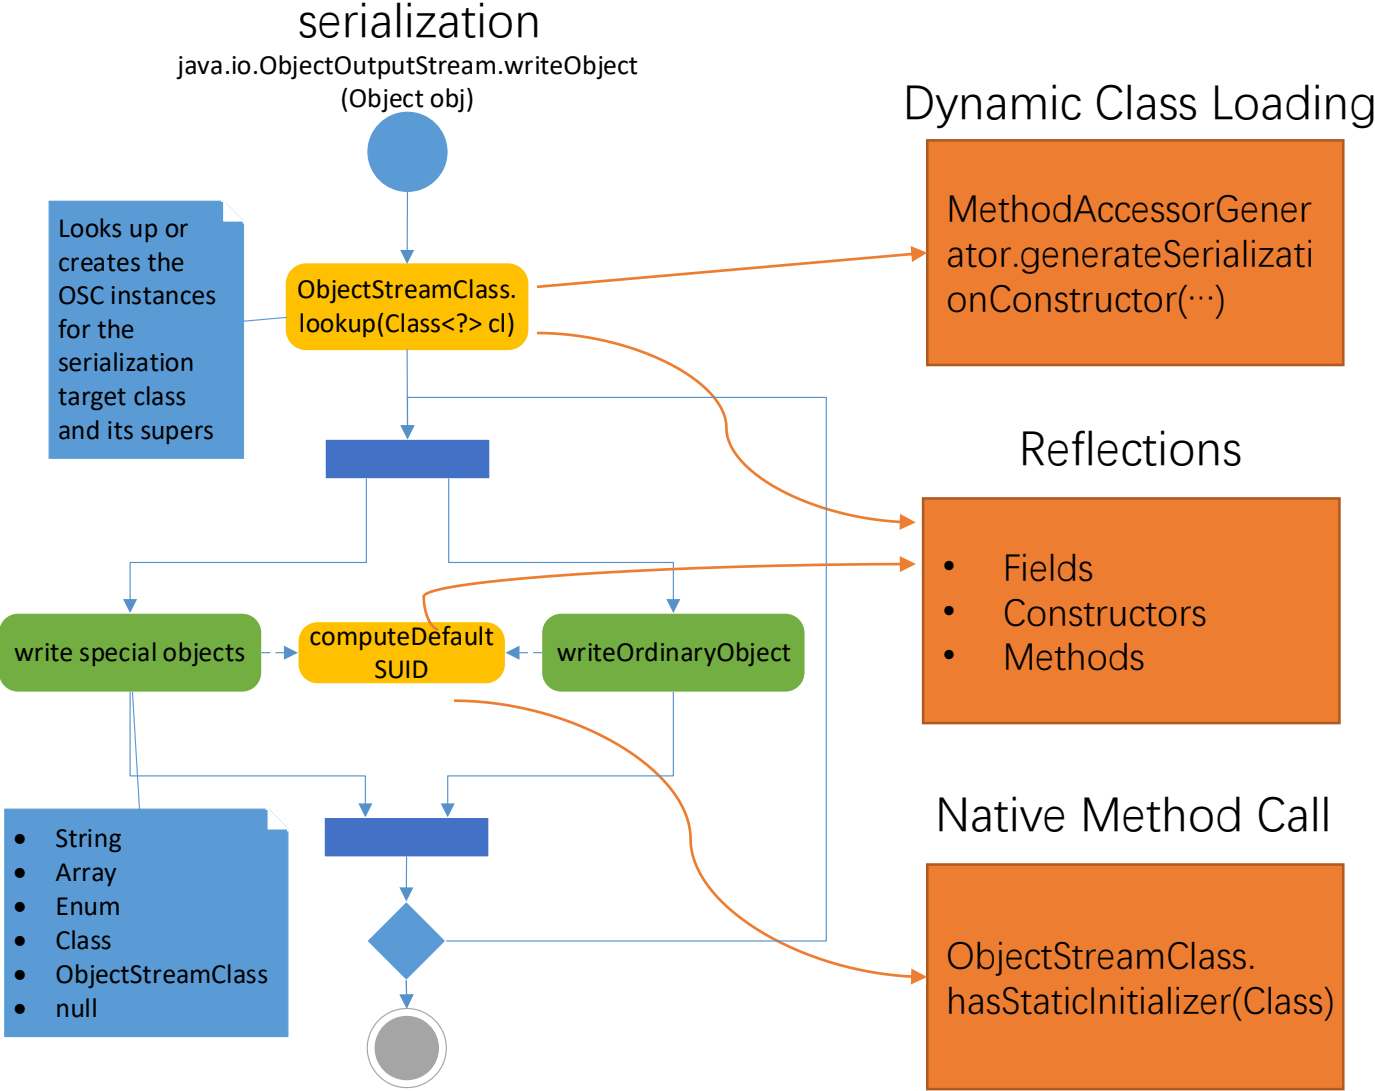 serialization
java.io.ObjectOutputStream.writeObject
(Object obj)
Looks up or
creates the
OSC instances
for the
serialization
target class
and its supers
ObjectStreamClass.
lookup(Class<?> cl)
write special objects
computeDefault
SUID
writeOrdinaryObject
• String
• Array
• Enum
• Class
• ObjectStreamClass
• null
Dynamic Class Loading
MethodAccessorGener
ator.generateSerializati
onConstructor(···)
Reflections
• Fields
• Constructors
• Methods
Native Method Call
ObjectStreamClass.
hasStaticInitializer(Class)